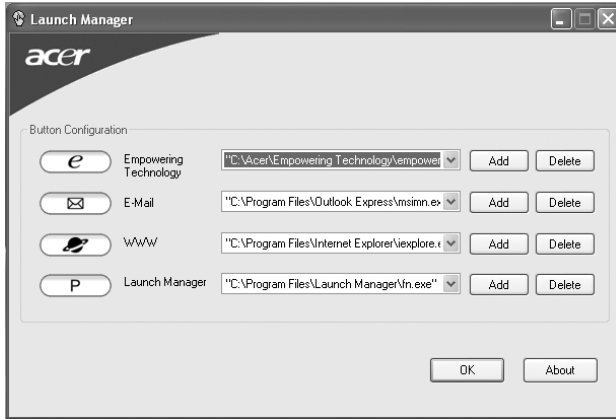 Launch Manager
acer
Button Configuration
e Empowering Technology "C:\Acer\Empowering Technology\empower Add Delete
E-Mail "C:\Program Files\Outlook Express\msimn.ex Add Delete
WWW "C:\Program Files\Internet Explorer\iexplore.e Add Delete
P Launch Manager "C:\Program Files\Launch Manager\fn.exe" Add Delete
OK About